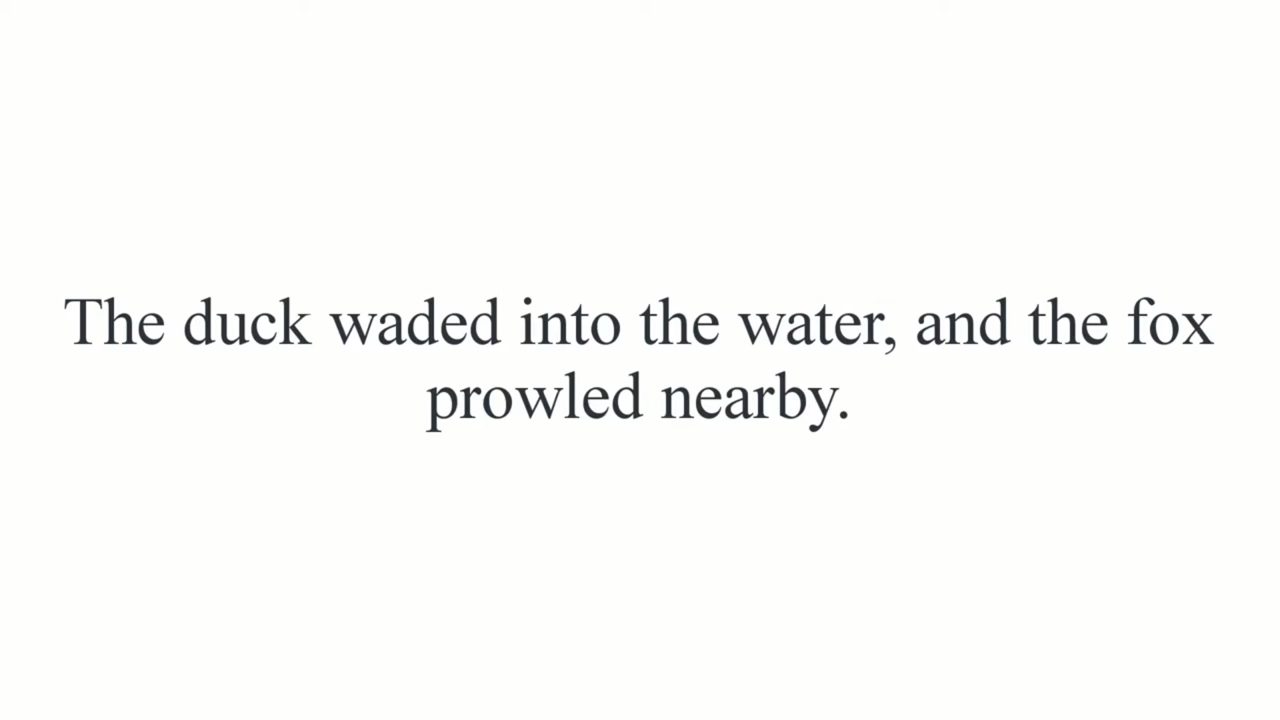 The duck waded into the water, and the fox
prowled nearby.